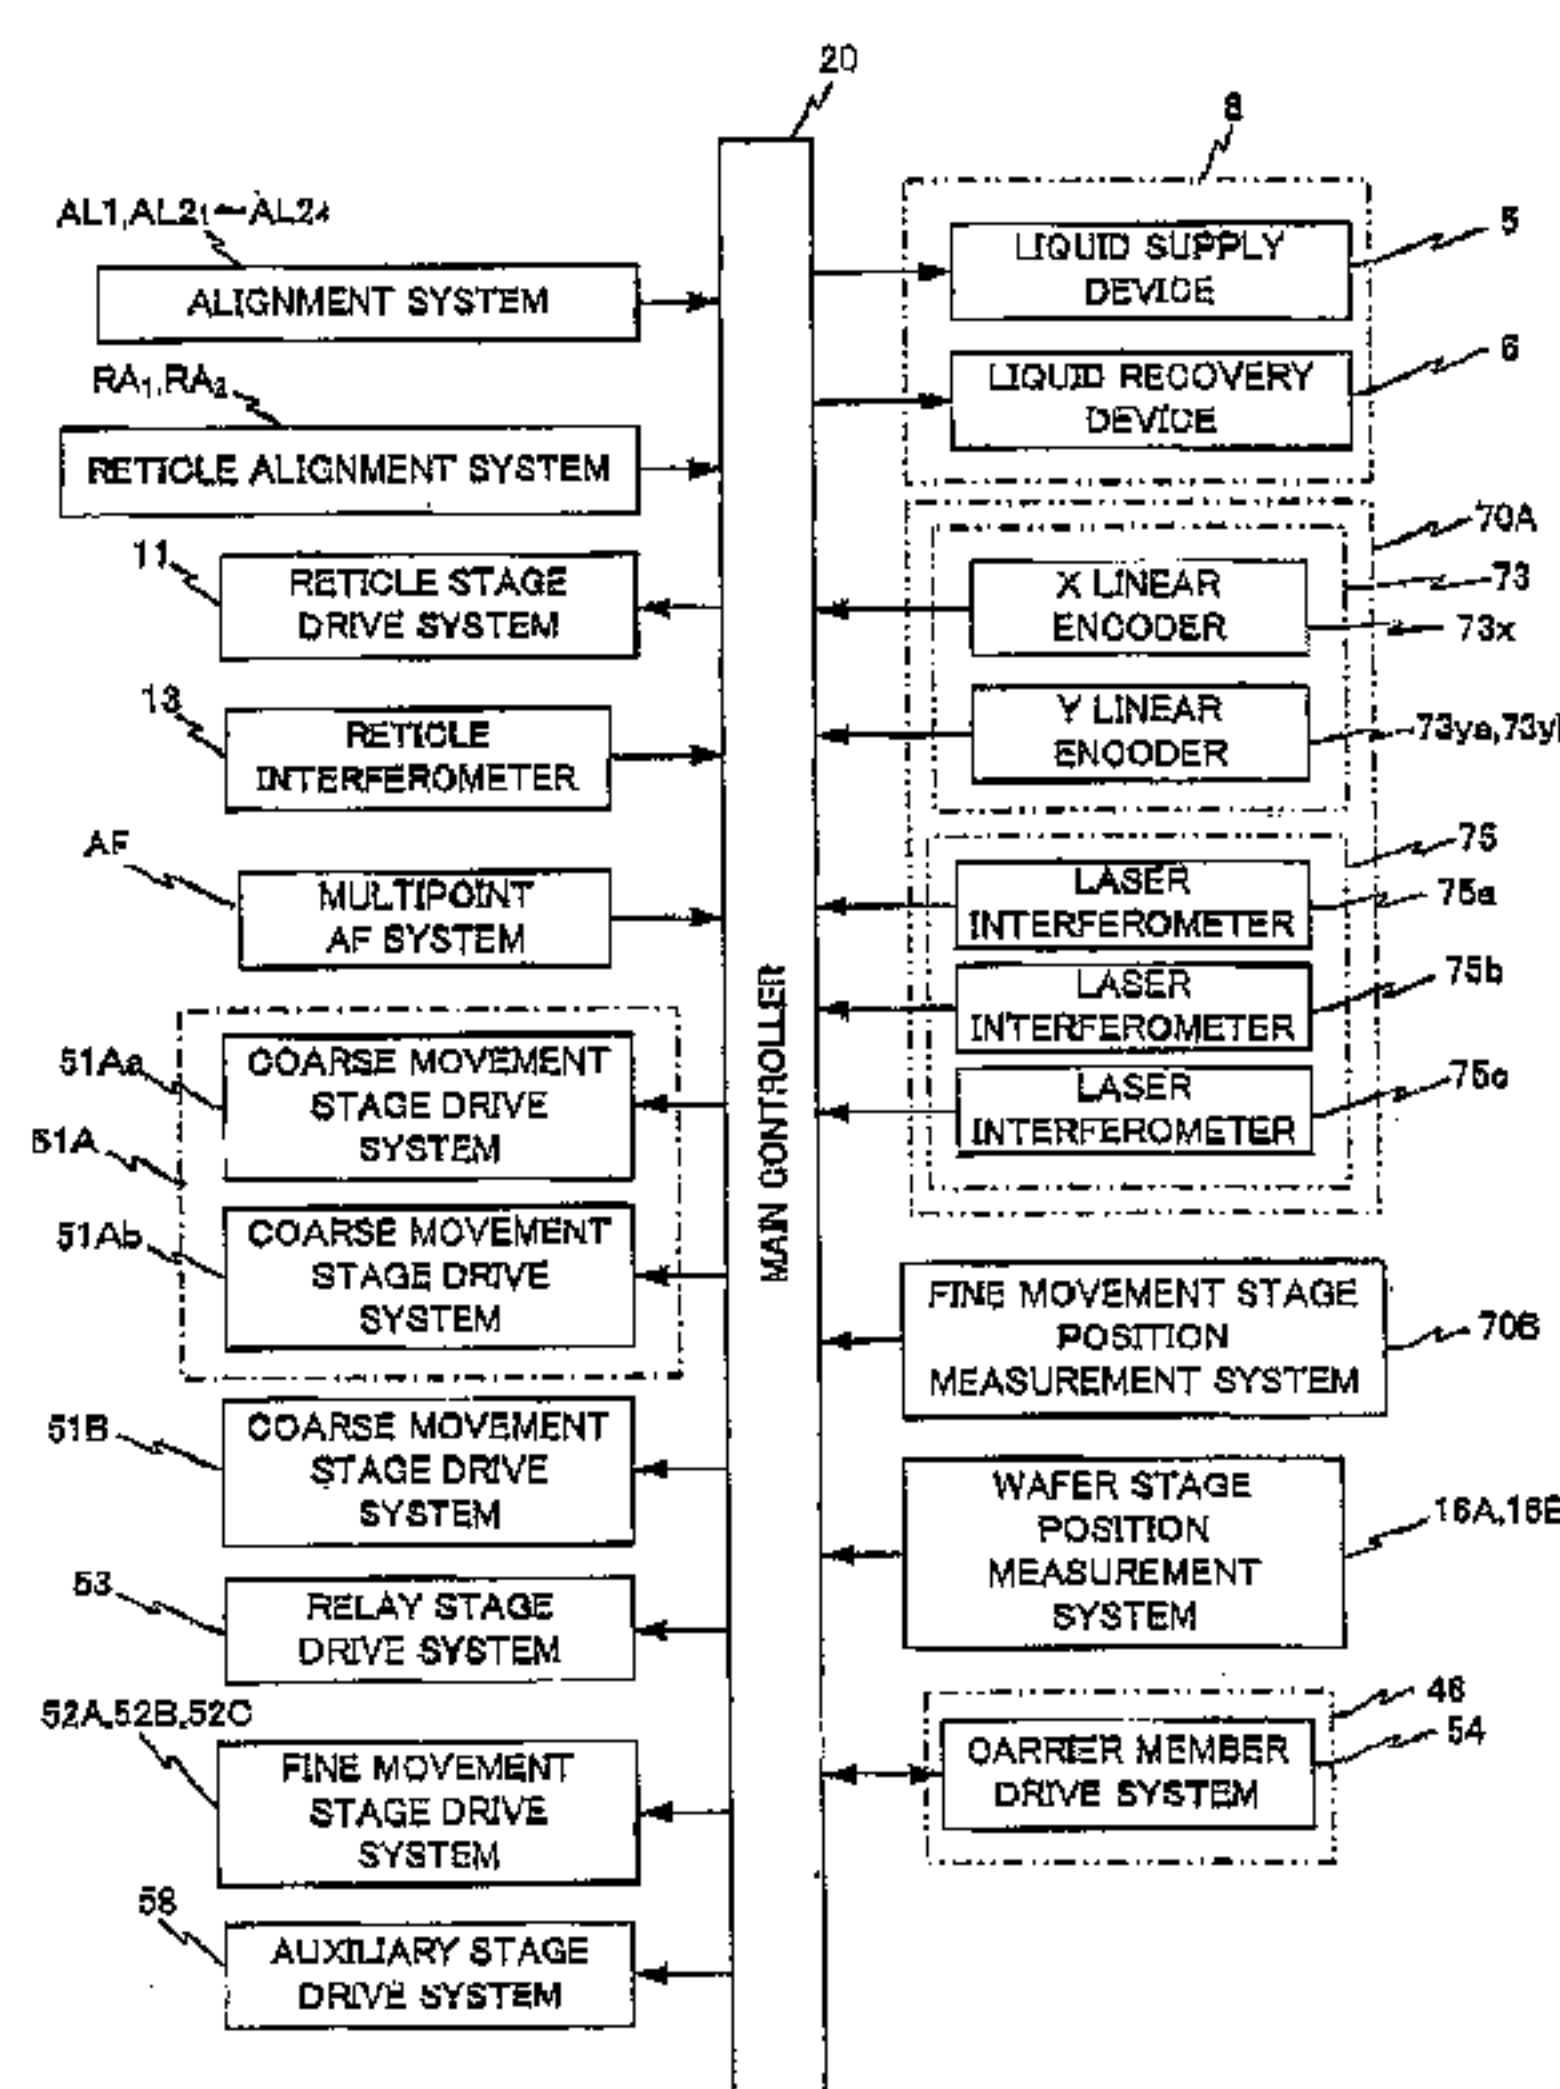 20
AL1,AL2₁—AL2₄
ALIGNMENT SYSTEM
RA₁,RA₂
RETICLE ALIGNMENT SYSTEM
11
RETICLE STAGE
DRIVE SYSTEM
13
RETICLE
INTERFEROMETER
AF
MULTIPOINT
AF SYSTEM
51Aa
COARSE MOVEMENT
STAGE DRIVE
SYSTEM
51A
51Ab
COARSE MOVEMENT
STAGE DRIVE
SYSTEM
51B
COARSE MOVEMENT
STAGE DRIVE
SYSTEM
53
RELAY STAGE
DRIVE SYSTEM
52A,52B,52C
FINE MOVEMENT
STAGE DRIVE
SYSTEM
58
AUXILIARY STAGE
DRIVE SYSTEM
MAIN CONTROLLER
8
LIQUID SUPPLY
DEVICE
5
LIQUID RECOVERY
DEVICE
6
70A
73
X LINEAR
ENCODER
73x
Y LINEAR
ENCODER
73ya,73y
75
LASER
INTERFEROMETER
75a
LASER
INTERFEROMETER
75b
LASER
INTERFEROMETER
75c
FINE MOVEMENT STAGE
POSITION
MEASUREMENT SYSTEM
70B
WAFER STAGE
POSITION
MEASUREMENT
SYSTEM
16A,16B
46
CARRIER MEMBER
DRIVE SYSTEM
54